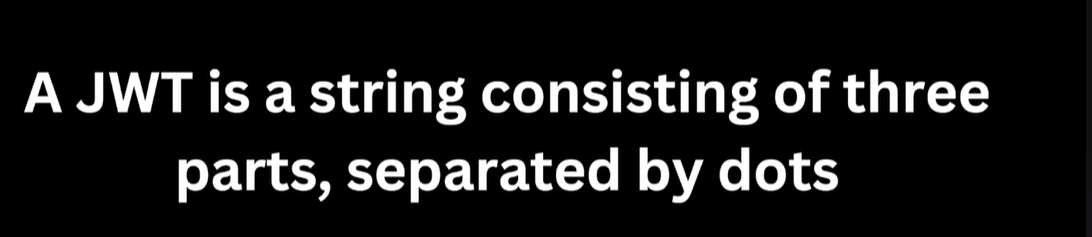 A JWT is a string consisting of three
parts, separated by dots